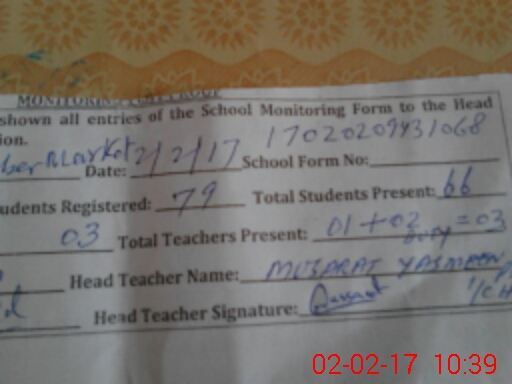 shown all entries of the School Monitoring Form to the Head
ion.
ber Market Date: 2/2/17 School Form No: 17020209431068
udents Registered: 79 Total Students Present: 66
03 Total Teachers Present: 01+02 duty =03
Head Teacher Name: MUSARAT YASMEEN
Head Teacher Signature: I/CH
02-02-17 10:39